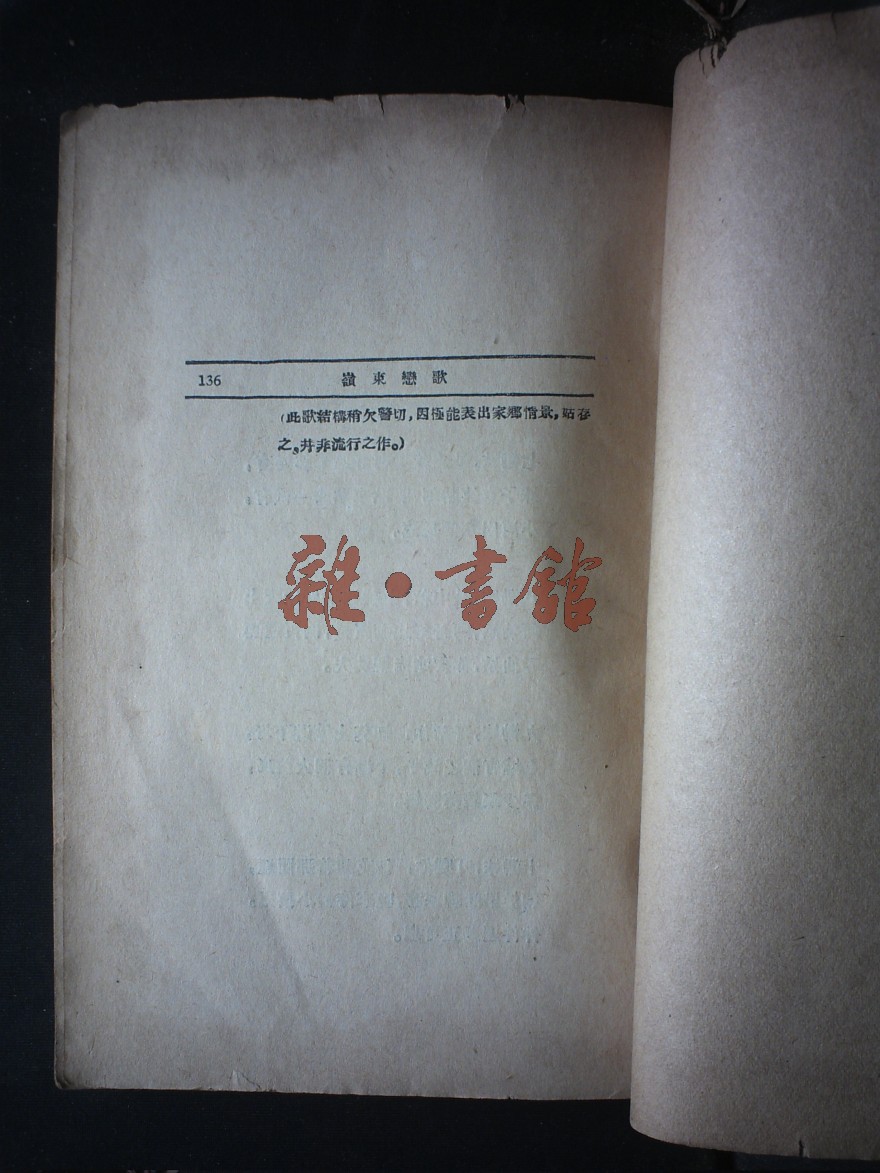 136 嶺東戀歌
(此歌結構稍欠警切,因極能表出家鄉情景,姑存
之,并非流行之作。)
雜•書館